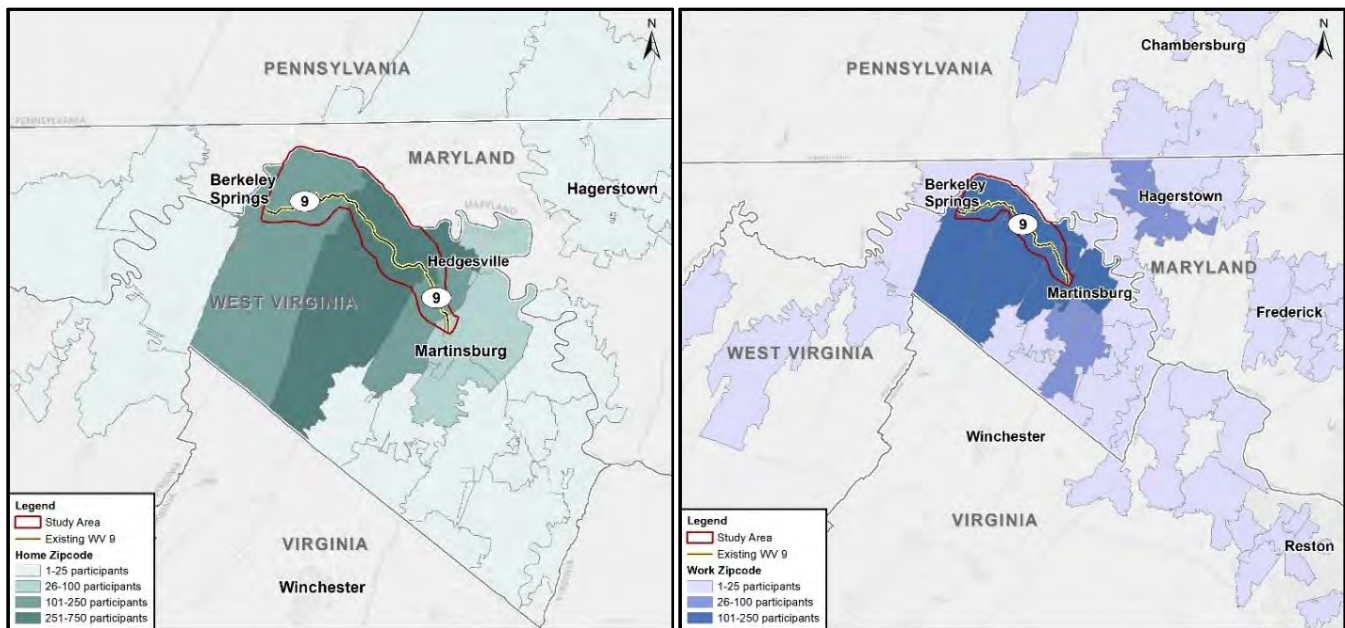 N
PENNSYLVANIA
PENNSYLVANIA
MARYLAND
Berkeley
Springs
9
Hagerstown
MARYLAND
Hedgesville
WEST VIRGINIA
9
Martinsburg
VIRGINIA
Winchester
Legend
Study Area
Existing WV 9
Home Zipcode
1-25 participants
26-100 participants
101-250 participants
251-750 participants
N
Chambersburg
PENNSYLVANIA
Berkeley
Springs
9
Hagerstown
MARYLAND
Martinsburg
Frederick
WEST VIRGINIA
Winchester
VIRGINIA
Reston
Legend
Study Area
Existing WV 9
Work Zipcode
1-25 participants
26-100 participants
101-250 participants